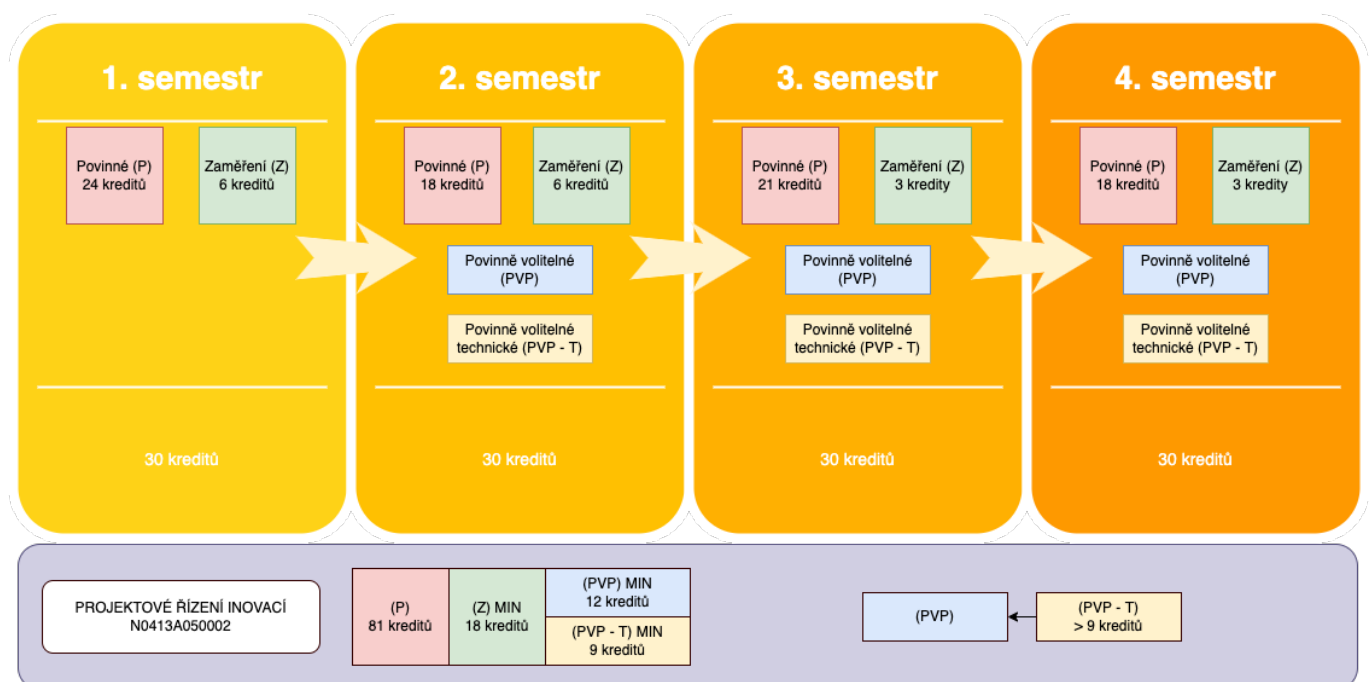 1. semestr
Povinné (P)
24 kreditů
Zaměření (Z)
6 kreditů
30 kreditů
2. semestr
Povinné (P)
18 kreditů
Zaměření (Z)
6 kreditů
Povinně volitelné
(PVP)
Povinně volitelné
technické (PVP - T)
30 kreditů
3. semestr
Povinné (P)
21 kreditů
Zaměření (Z)
3 kredity
Povinně volitelné
(PVP)
Povinně volitelné
technické (PVP - T)
30 kreditů
4. semestr
Povinné (P)
18 kreditů
Zaměření (Z)
3 kredity
Povinně volitelné
(PVP)
Povinně volitelné
technické (PVP - T)
30 kreditů
PROJEKTOVÉ ŘÍZENÍ INOVACÍ
N0413A050002
(P)
81 kreditů
(Z) MIN
18 kreditů
(PVP) MIN
12 kreditů
(PVP - T) MIN
9 kreditů
(PVP)
(PVP - T)
> 9 kreditů